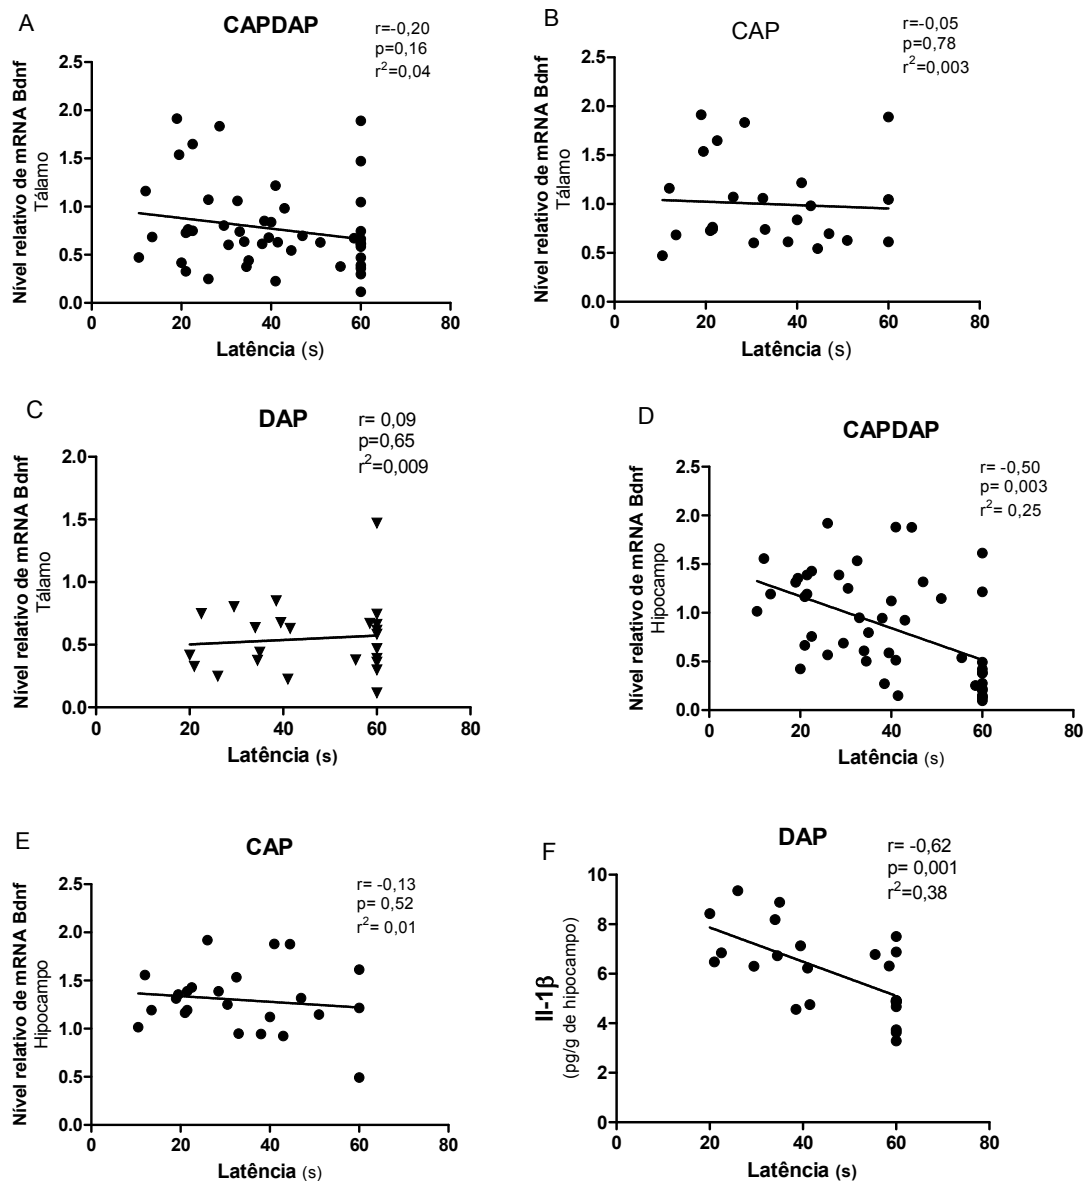 A
CAPDAP
r=-0,20
p=0,16
r²=0,04
Nível relativo de mRNA Bdnf
Tálamo
2.5
2.0
1.5
1.0
0.5
0.0
0 20 40 60 80
Latência (s)
B
CAP
r=-0,05
p=0,78
r²=0,003
Nível relativo de mRNA Bdnf
Tálamo
2.5
2.0
1.5
1.0
0.5
0.0
0 20 40 60 80
Latência (s)
C
DAP
r= 0,09
p=0,65
r²=0,009
Nível relativo de mRNA Bdnf
Tálamo
2.0
1.5
1.0
0.5
0.0
0 20 40 60 80
Latência (s)
D
CAPDAP
r= -0,50
p= 0,003
r²= 0,25
Nível relativo de mRNA Bdnf
Hipocampo
2.5
2.0
1.5
1.0
0.5
0.0
0 20 40 60 80
Latência (s)
E
CAP
r= -0,13
p= 0,52
r²= 0,01
Nível relativo de mRNA Bdnf
Hipocampo
2.5
2.0
1.5
1.0
0.5
0.0
0 20 40 60 80
Latência (s)
F
DAP
r= -0,62
p= 0,001
r²=0,38
Il-1β
(pg/g de hipocampo)
10
8
6
4
2
0
0 20 40 60 80
Latência (s)